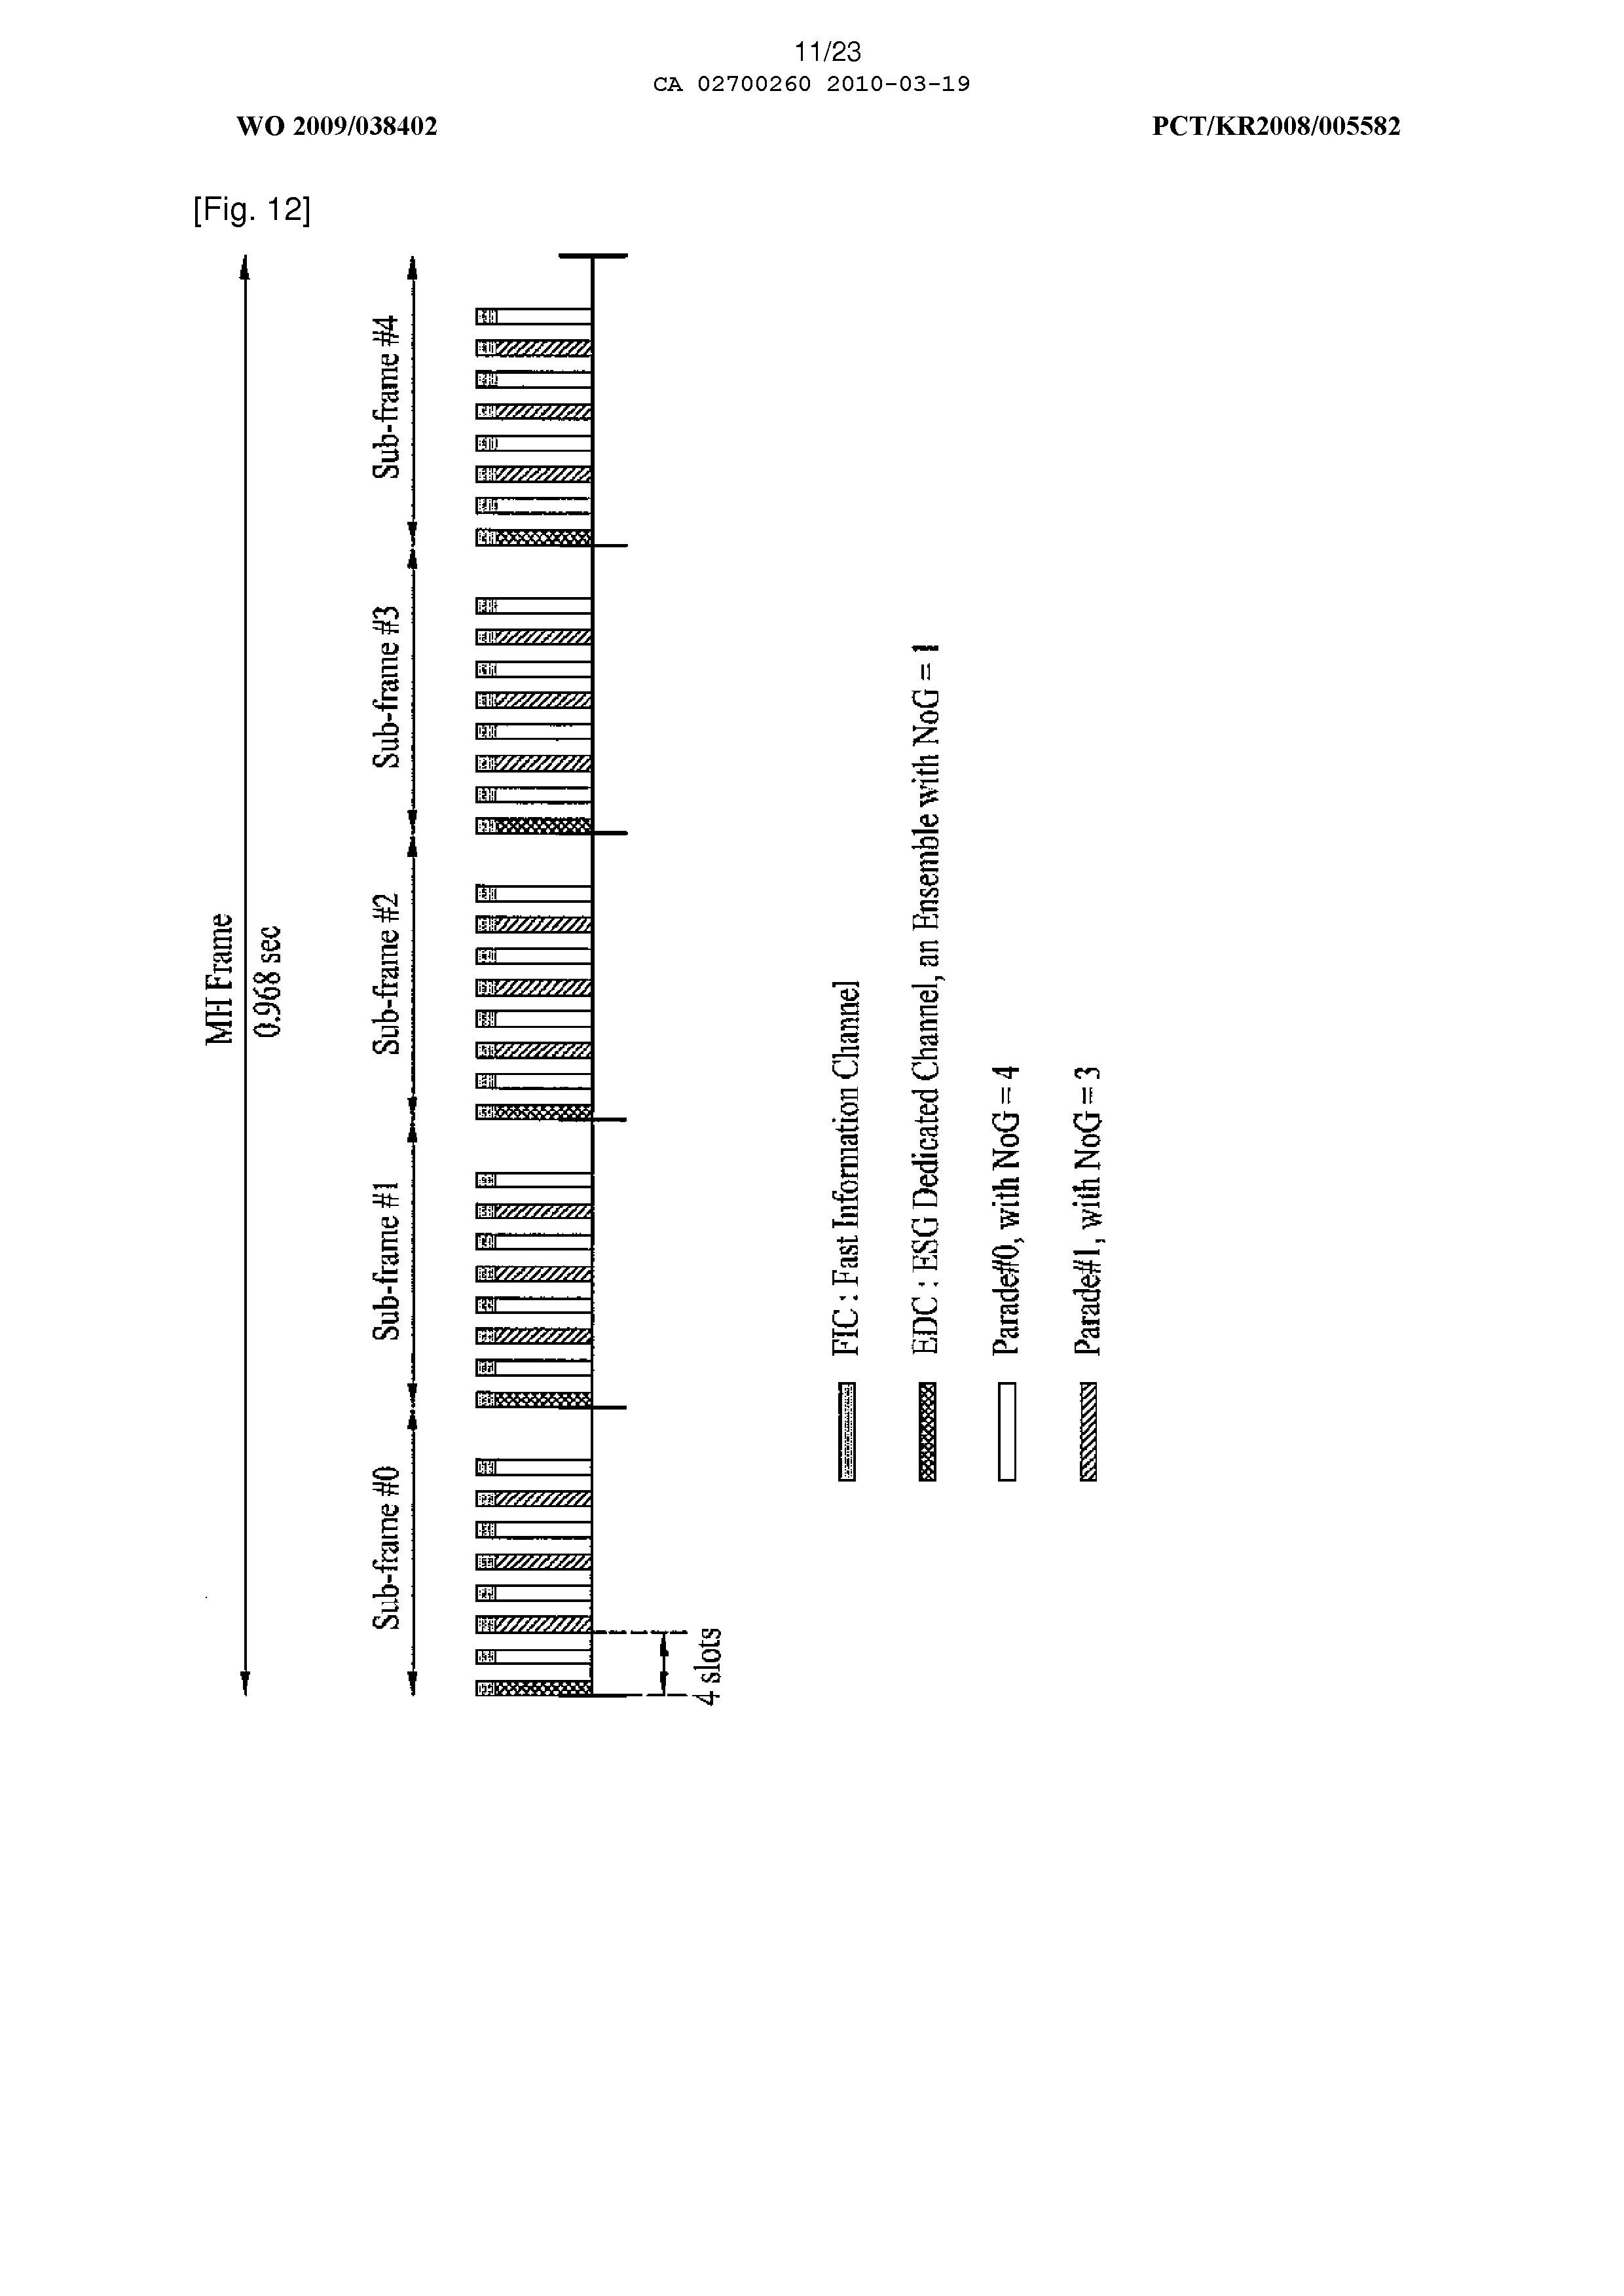 11/23
CA 02700260 2010-03-19
WO 2009/038402
PCT/KR2008/005582
[Fig. 12]
MH Frame
0.968 sec
Sub-frame #0
Sub-frame #1
Sub-frame #2
Sub-frame #3
Sub-frame #4
4 slots
FIC : Fast Information Channel
EDC : ESG Dedicated Channel, an Ensemble with NoG = 1
Parade#0, with NoG = 4
Parade#1, with NoG = 3